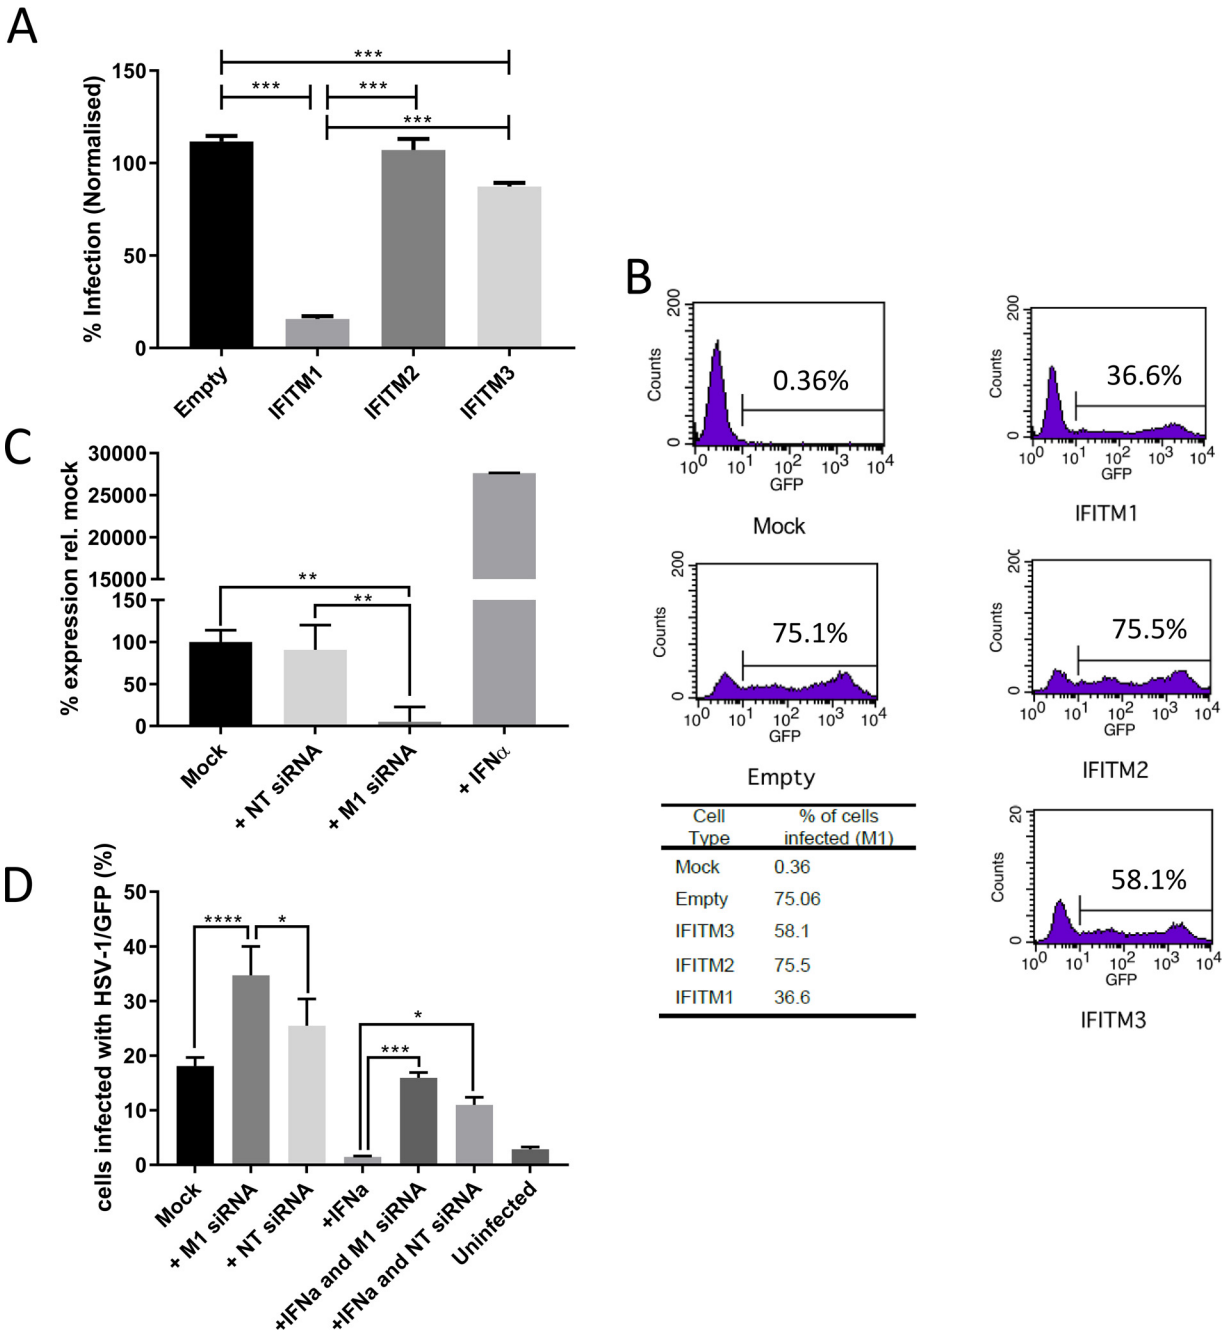 A
% Infection (Normalised)
150
100
50
0
***
***
***
***
Empty
IFITM1
IFITM2
IFITM3
B
Counts
200
0
0.36%
10^0 10^1 10^2 10^3 10^4
GFP
Mock
Counts
200
0
36.6%
10^0 10^1 10^2 10^3 10^4
GFP
IFITM1
Counts
200
0
75.1%
10^0 10^1 10^2 10^3 10^4
GFP
Empty
Counts
0
75.5%
10^0 10^1 10^2 10^3 10^4
GFP
IFITM2
Cell Type
% of cells infected (M1)
Mock 0.36
Empty 75.06
IFITM3 58.1
IFITM2 75.5
IFITM1 36.6
Counts
20
0
58.1%
10^0 10^1 10^2 10^3 10^4
GFP
IFITM3
C
% expression rel. mock
30000
25000
20000
15000
150
100
50
0
**
**
Mock
+ NT siRNA
+ M1 siRNA
+ IFNα
D
cells infected with HSV-1/GFP (%)
50
40
30
20
10
0
****
*
*
***
Mock
+ M1 siRNA
+ NT siRNA
+IFNa
+IFNa and M1 siRNA
+IFNa and NT siRNA
Uninfected